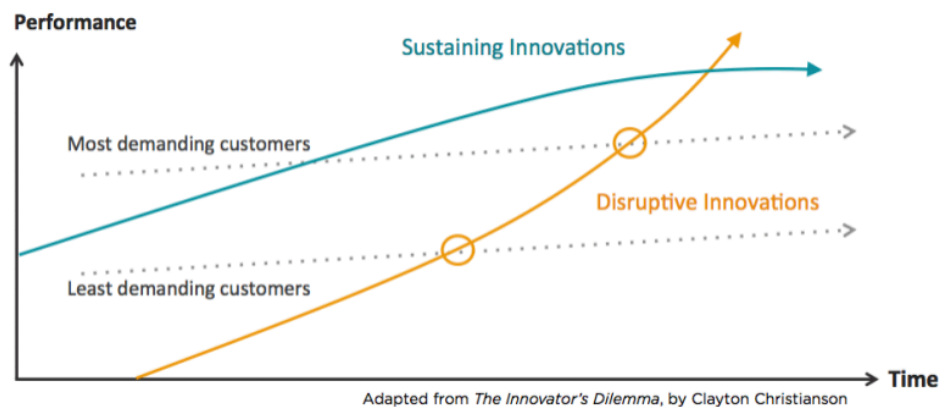 Performance
Sustaining Innovations
Most demanding customers
Disruptive Innovations
Least demanding customers
Time
Adapted from The Innovator's Dilemma, by Clayton Christianson